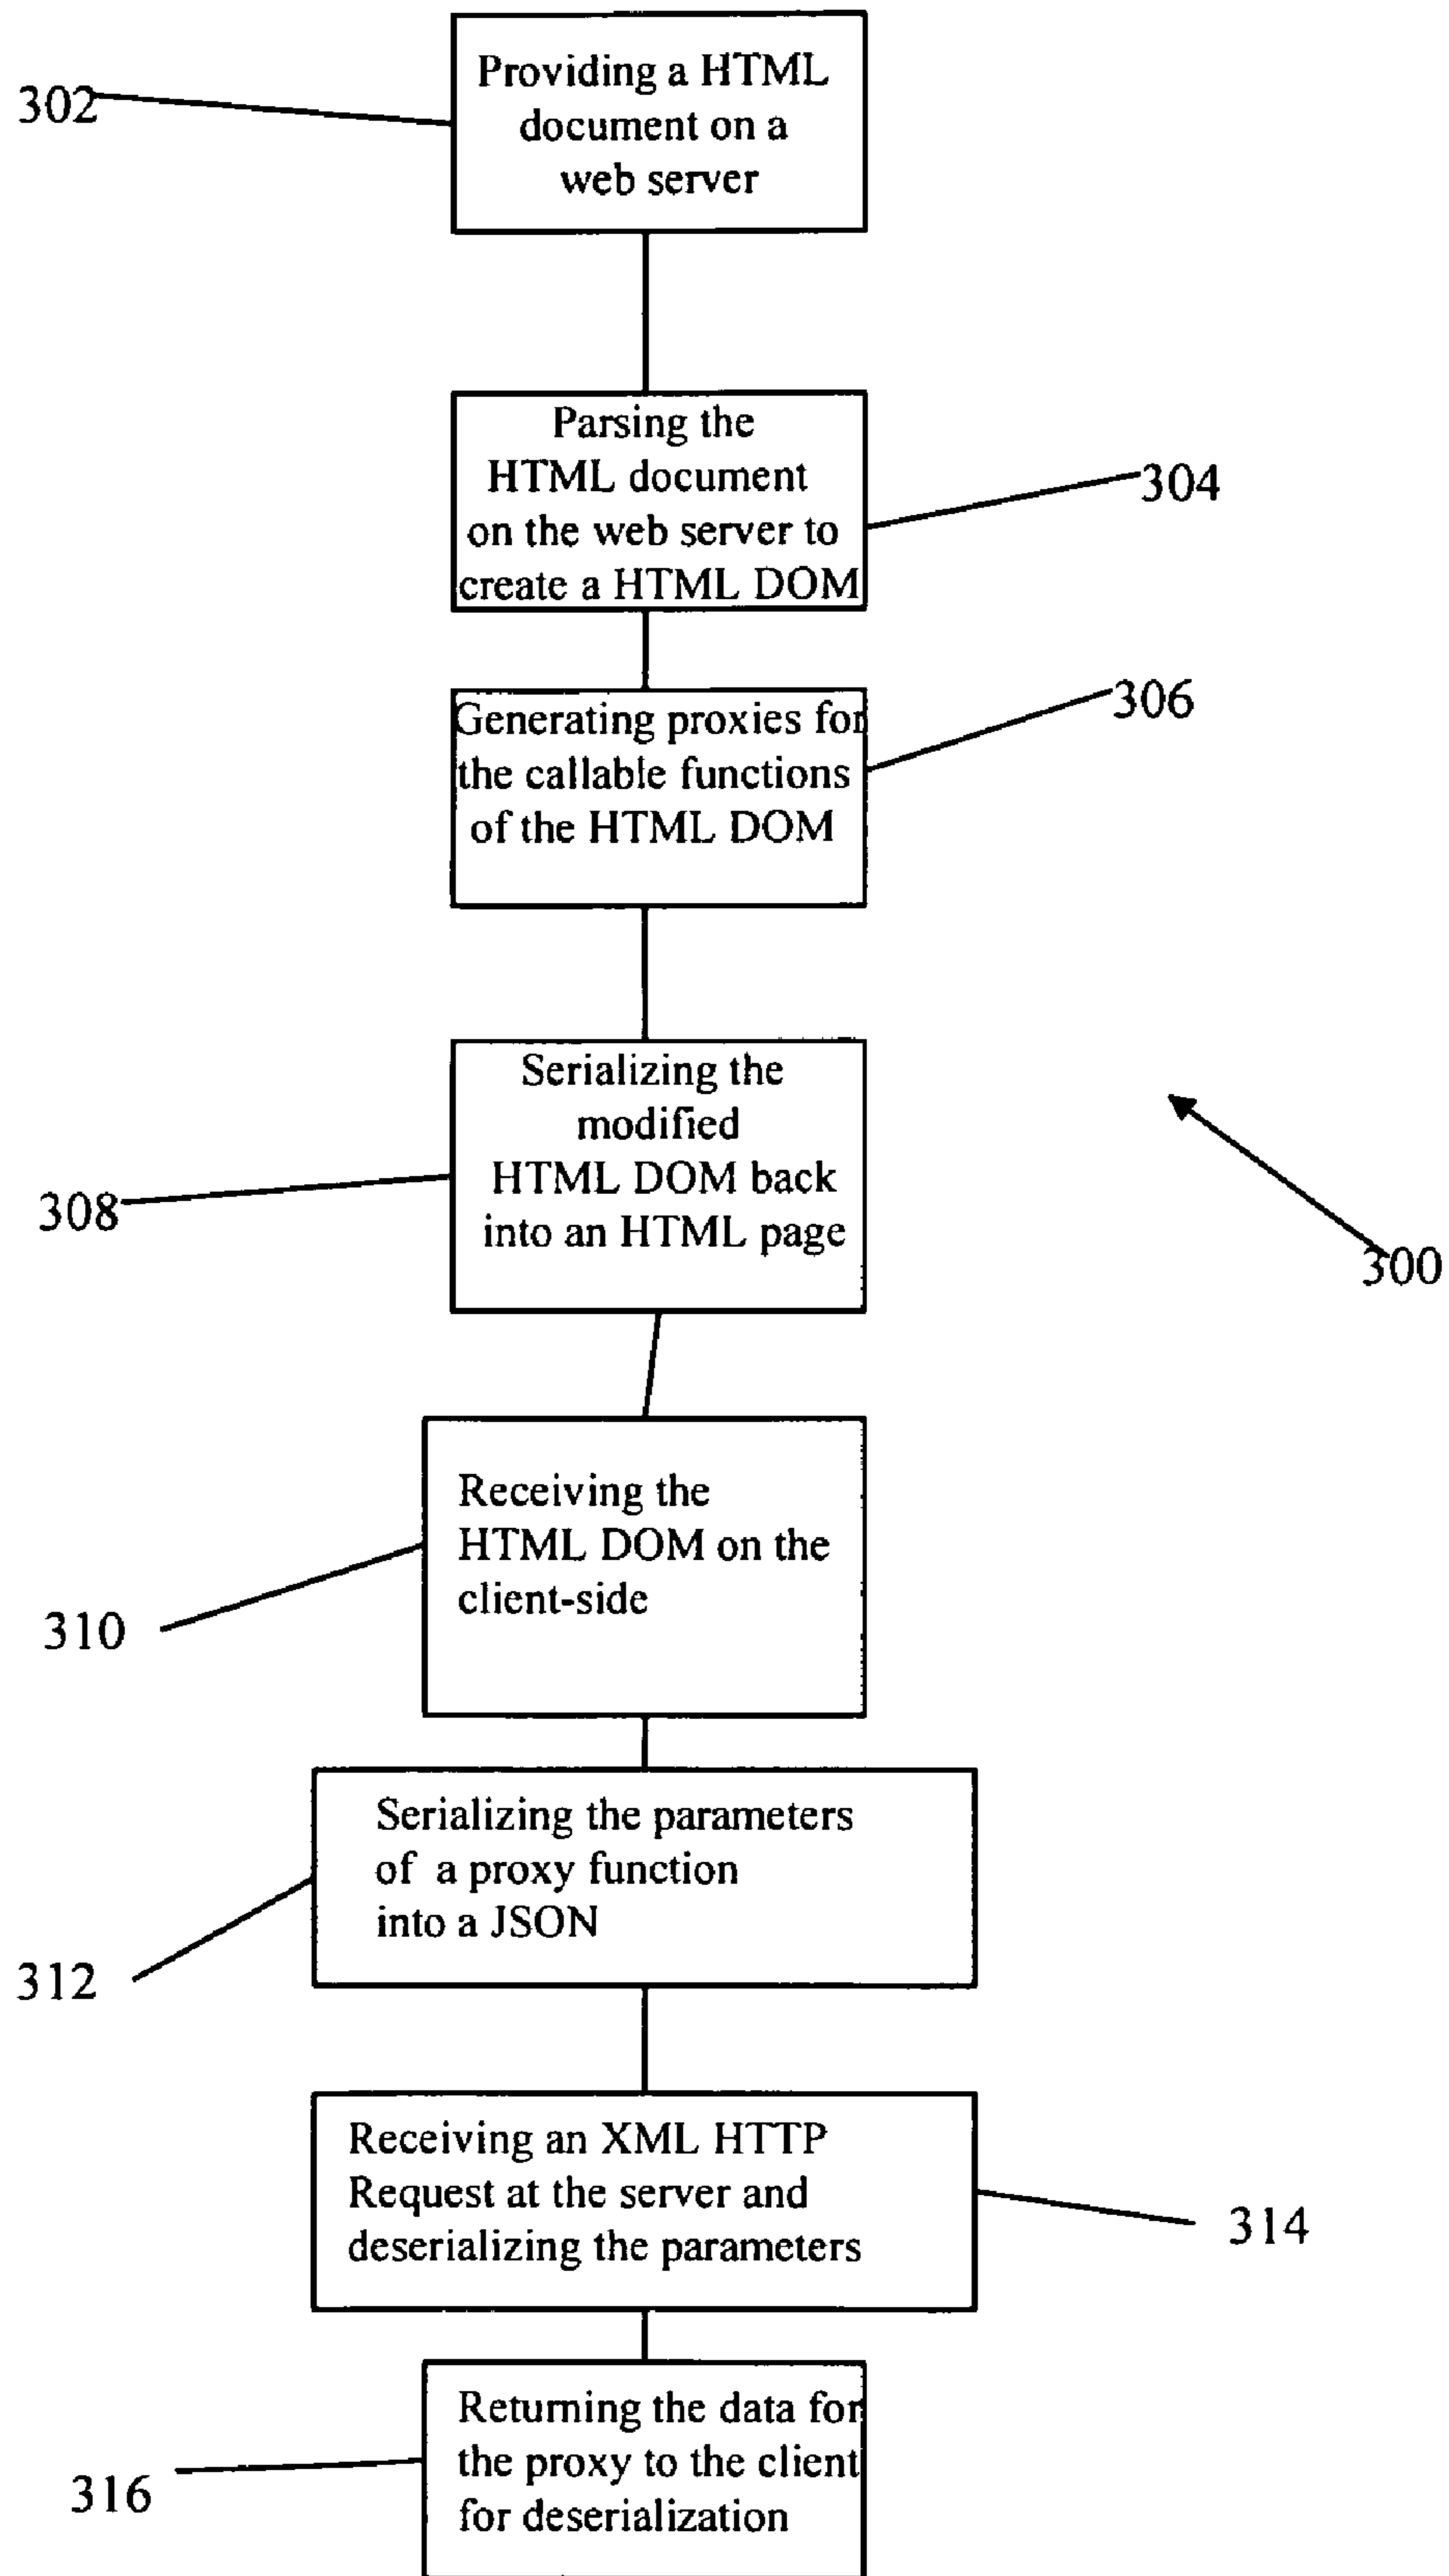 302
Providing a HTML
document on a
web server
Parsing the
HTML document
on the web server to
create a HTML DOM
304
Generating proxies for
the callable functions
of the HTML DOM
306
Serializing the
modified
HTML DOM back
into an HTML page
308
300
Receiving the
HTML DOM on the
client-side
310
Serializing the parameters
of a proxy function
into a JSON
312
Receiving an XML HTTP
Request at the server and
deserializing the parameters
314
Returning the data for
the proxy to the client
for deserialization
316